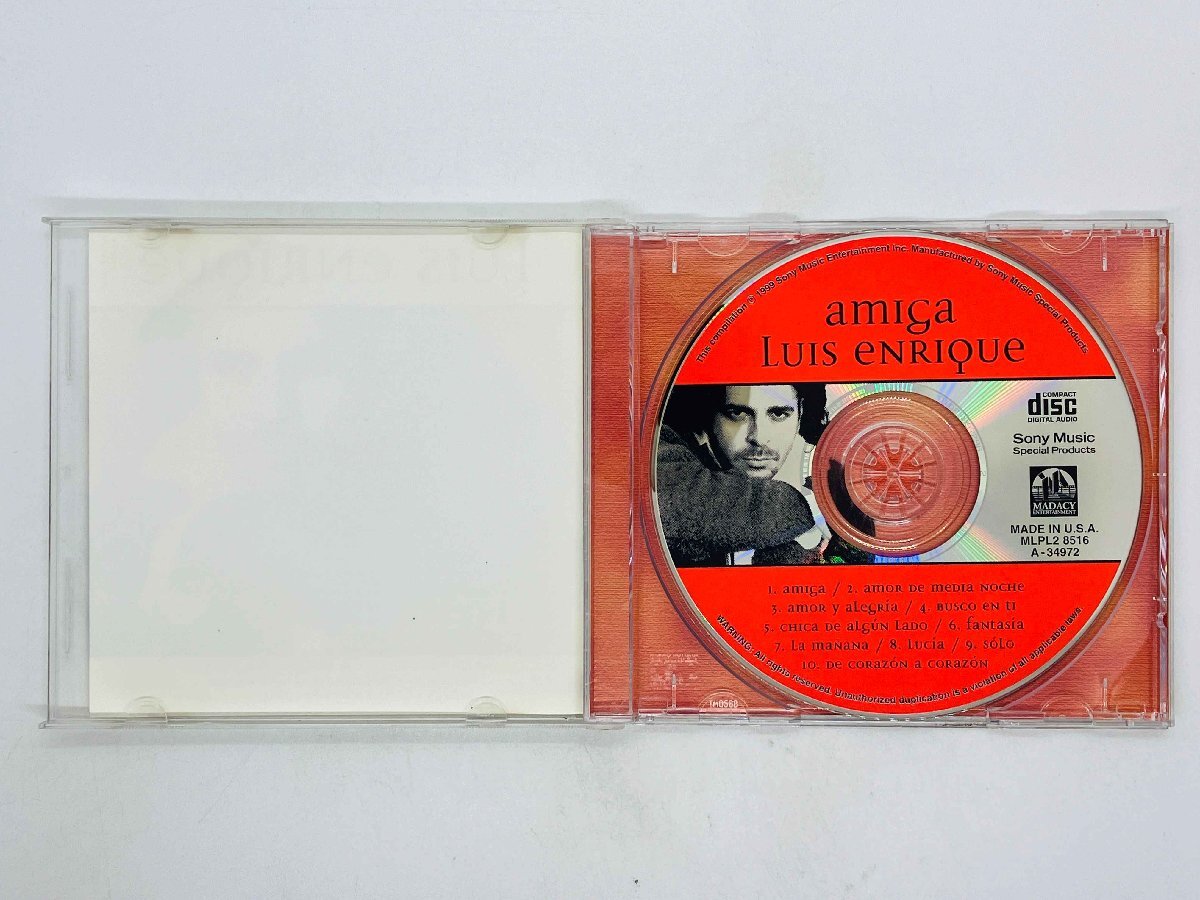 This compilation ℗ 1999 Sony Music Entertainment Inc. Manufactured by Sony Music Special Products
amiga
Luis Enrique
COMPACT
disc
DIGITAL AUDIO
Sony Music
Special Products
MADACY
ENTERTAINMENT
MADE IN U.S.A.
MLPL2 8516
A-34972
1. amiga / 2. amor de media noche
3. amor y alegría / 4. busco en ti
5. chica de algún lado / 6. fantasía
7. la mañana / 8. lucía / 9. sólo
10. de corazón a corazón
WARNING: All rights reserved. Unauthorized duplication is a violation of all applicable laws.
TM0568